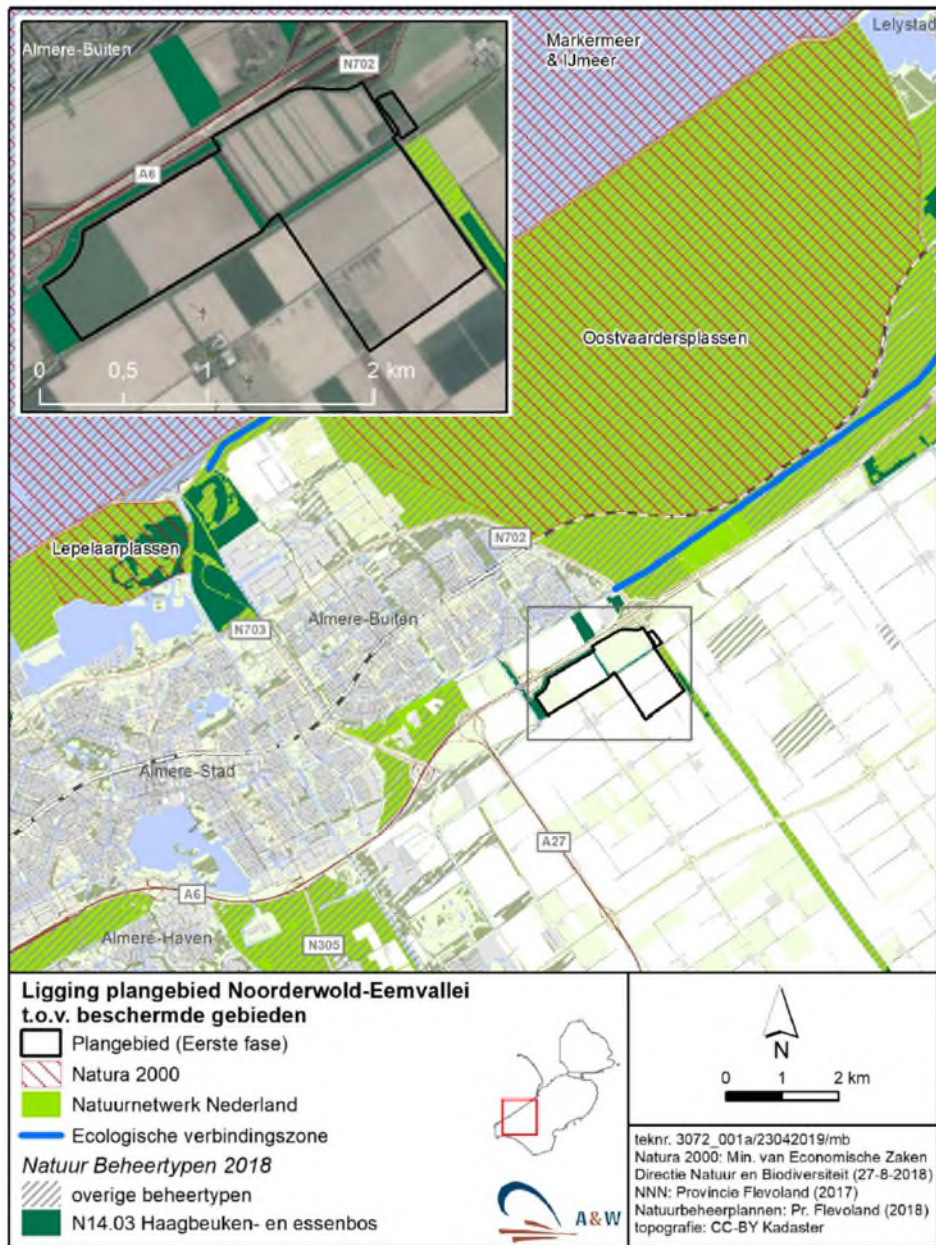 Almere-Buiten
N702
A6
0 0,5 1 2 km
Markermeer
& IJmeer
Lelystad
Oostvaardersplassen
Lepelaarplassen
N702
N703
Almere-Buiten
Almere-Stad
A27
A6
Almere-Haven
N305
Ligging plangebied Noorderwold-Eemvallei
t.o.v. beschermde gebieden
Plangebied (Eerste fase)
Natura 2000
Natuurnetwerk Nederland
Ecologische verbindingszone
Natuur Beheertypen 2018
overige beheertypen
N14.03 Haagbeuken- en essenbos
A&W
N
0 1 2 km
teknr. 3072_001a/23042019/mb
Natura 2000: Min. van Economische Zaken
Directie Natuur en Biodiversiteit (27-8-2018)
NNN: Provincie Flevoland (2017)
Natuurbeheerplannen: Pr. Flevoland (2018)
topografie: CC-BY Kadaster